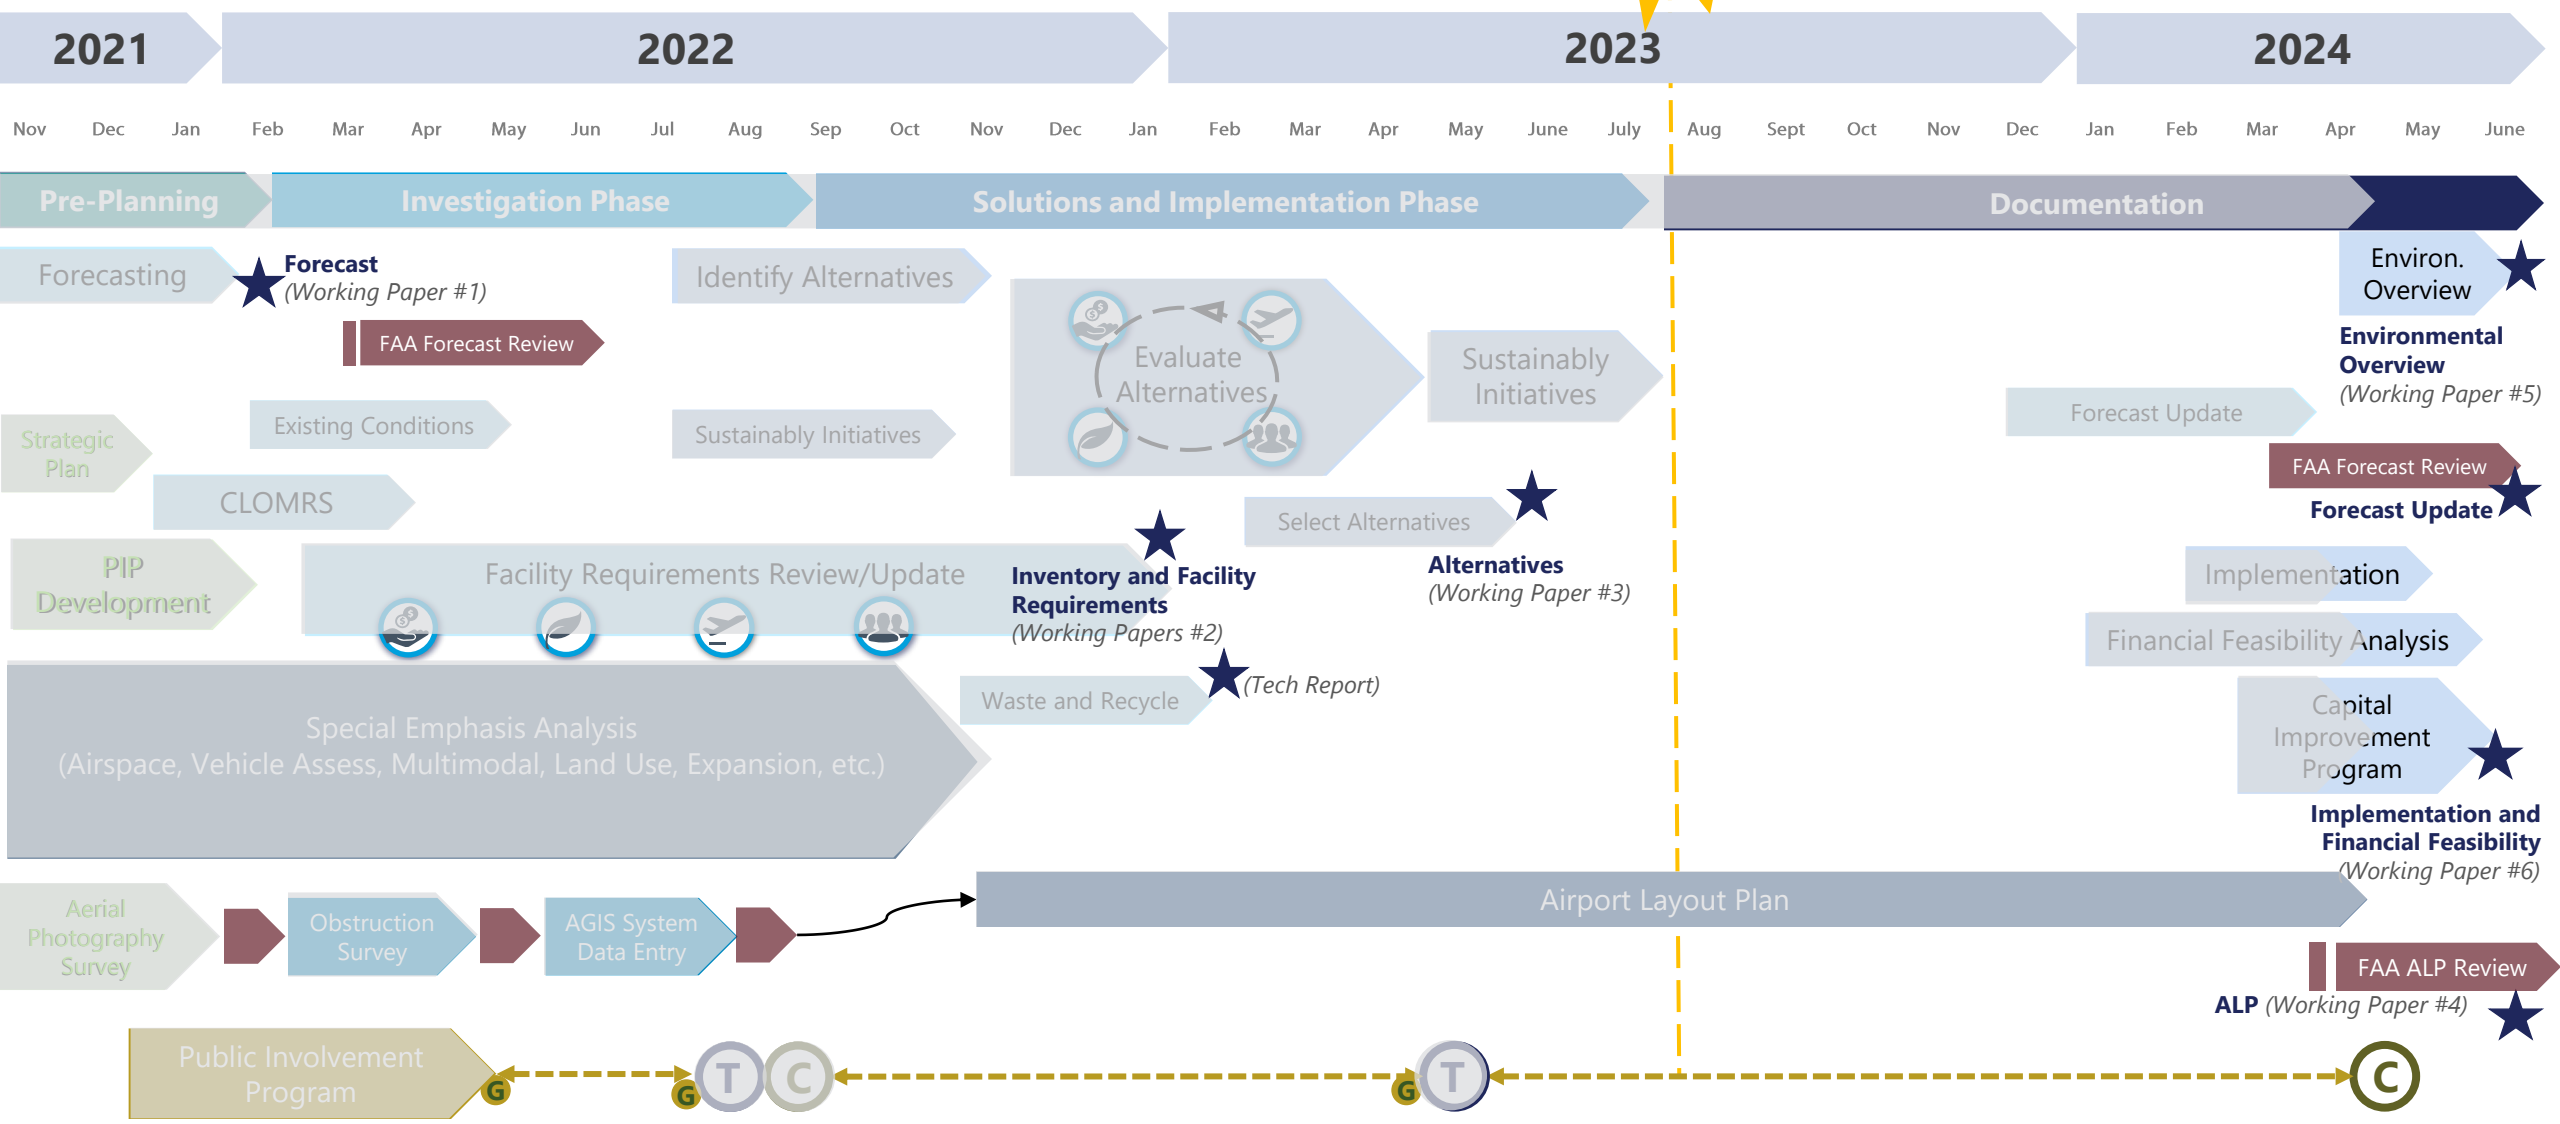 2021 2022 2023 2024
Nov Dec Jan Feb Mar Apr May Jun Jul Aug Sep Oct Nov Dec Jan Feb Mar Apr May June July Aug Sept Oct Nov Dec Jan Feb Mar Apr May June
Pre-Planning Investigation Phase Solutions and Implementation Phase Documentation
Forecasting
Forecast
(Working Paper #1)
FAA Forecast Review
Identify Alternatives
Evaluate
Alternatives
Sustainably
Initiatives
Environ.
Overview
Environmental
Overview
(Working Paper #5)
Strategic
Plan
Existing Conditions
Sustainably Initiatives
Forecast Update
FAA Forecast Review
Forecast Update
CLOMRS
Select Alternatives
Alternatives
(Working Paper #3)
PIP
Development
Facility Requirements Review/Update
Inventory and Facility
Requirements
(Working Papers #2)
Implementation
Financial Feasibility Analysis
Special Emphasis Analysis
(Airspace, Vehicle Assess, Multimodal, Land Use, Expansion, etc.)
Waste and Recycle
(Tech Report)
Capital
Improvement
Program
Implementation and
Financial Feasibility
(Working Paper #6)
Aerial
Photography
Survey
Obstruction
Survey
AGIS System
Data Entry
Airport Layout Plan
FAA ALP Review
ALP (Working Paper #4)
Public Involvement
Program
G G T C G T C
$
$
$
$